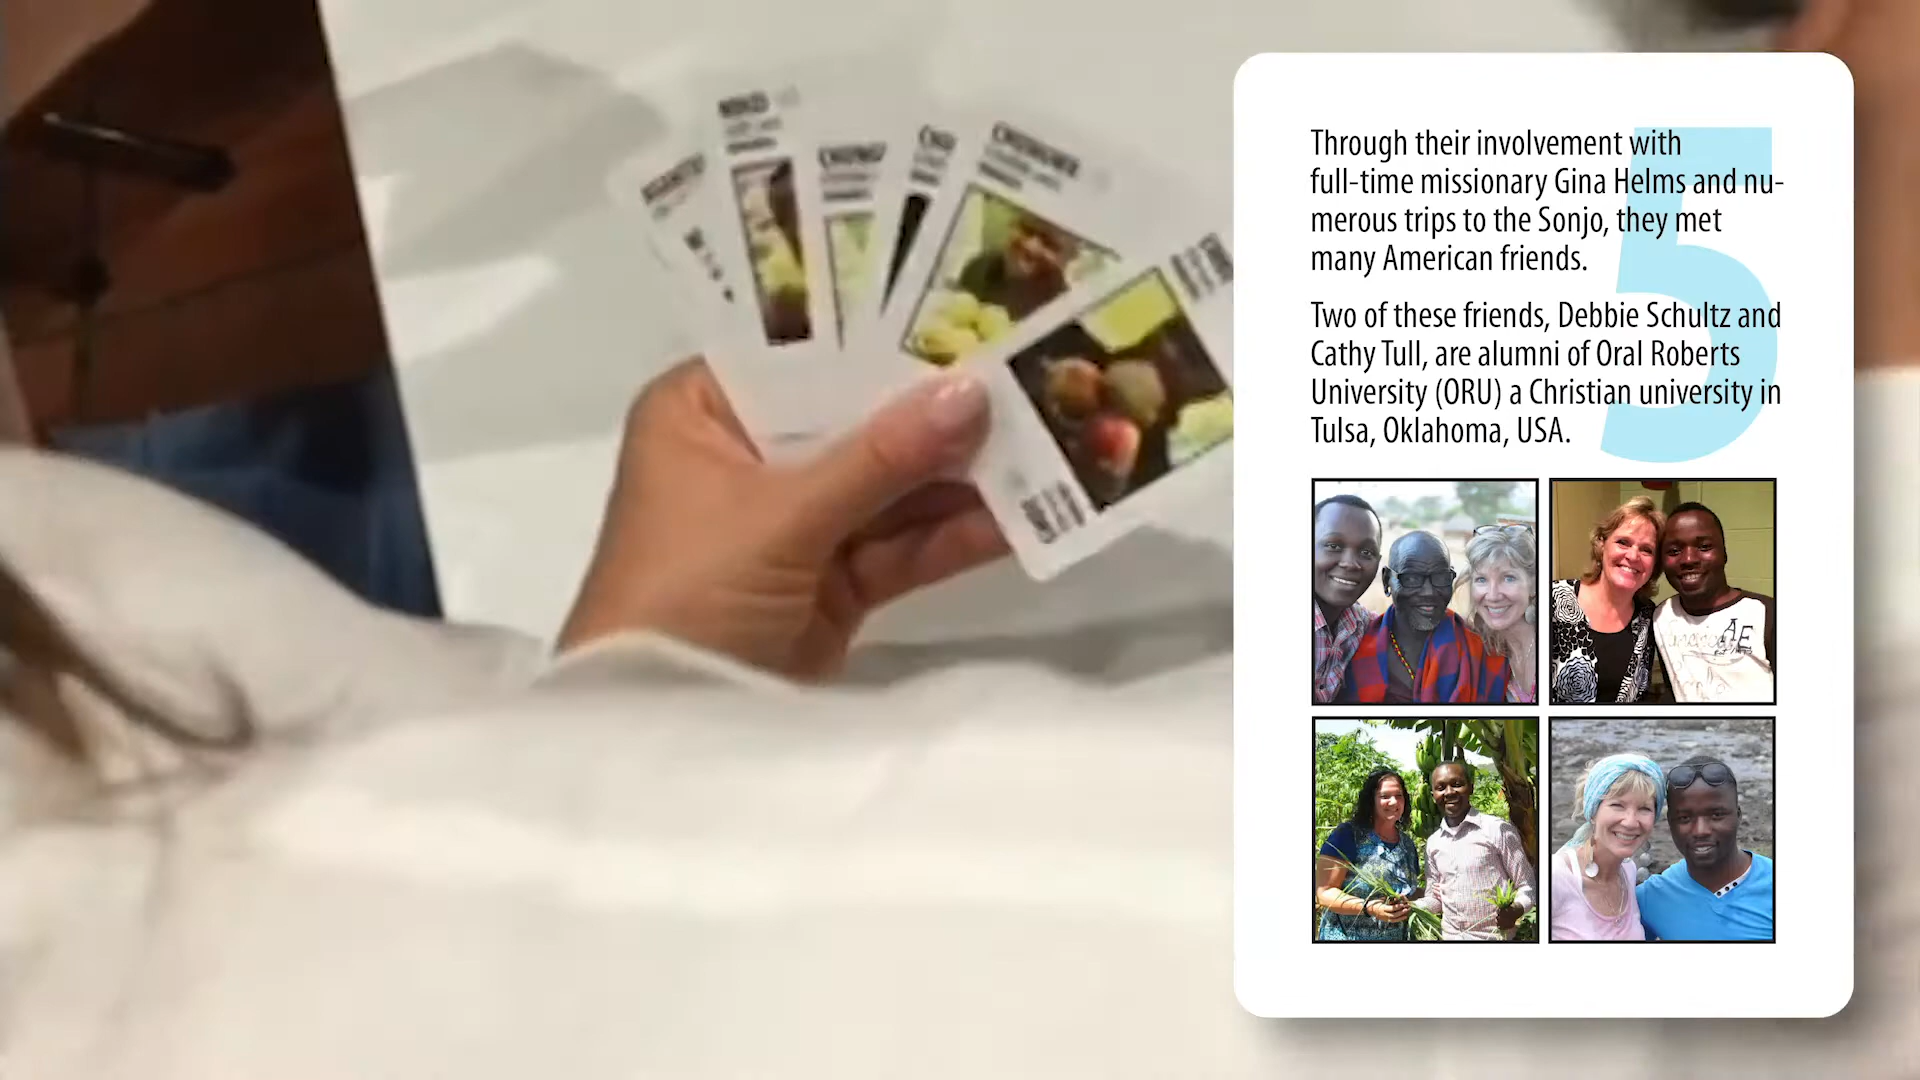 Through their involvement with
full-time missionary Gina Helms and nu-
merous trips to the Sonjo, they met
many American friends.
Two of these friends, Debbie Schultz and
Cathy Tull, are alumni of Oral Roberts
University (ORU) a Christian university in
Tulsa, Oklahoma, USA.
5
AE